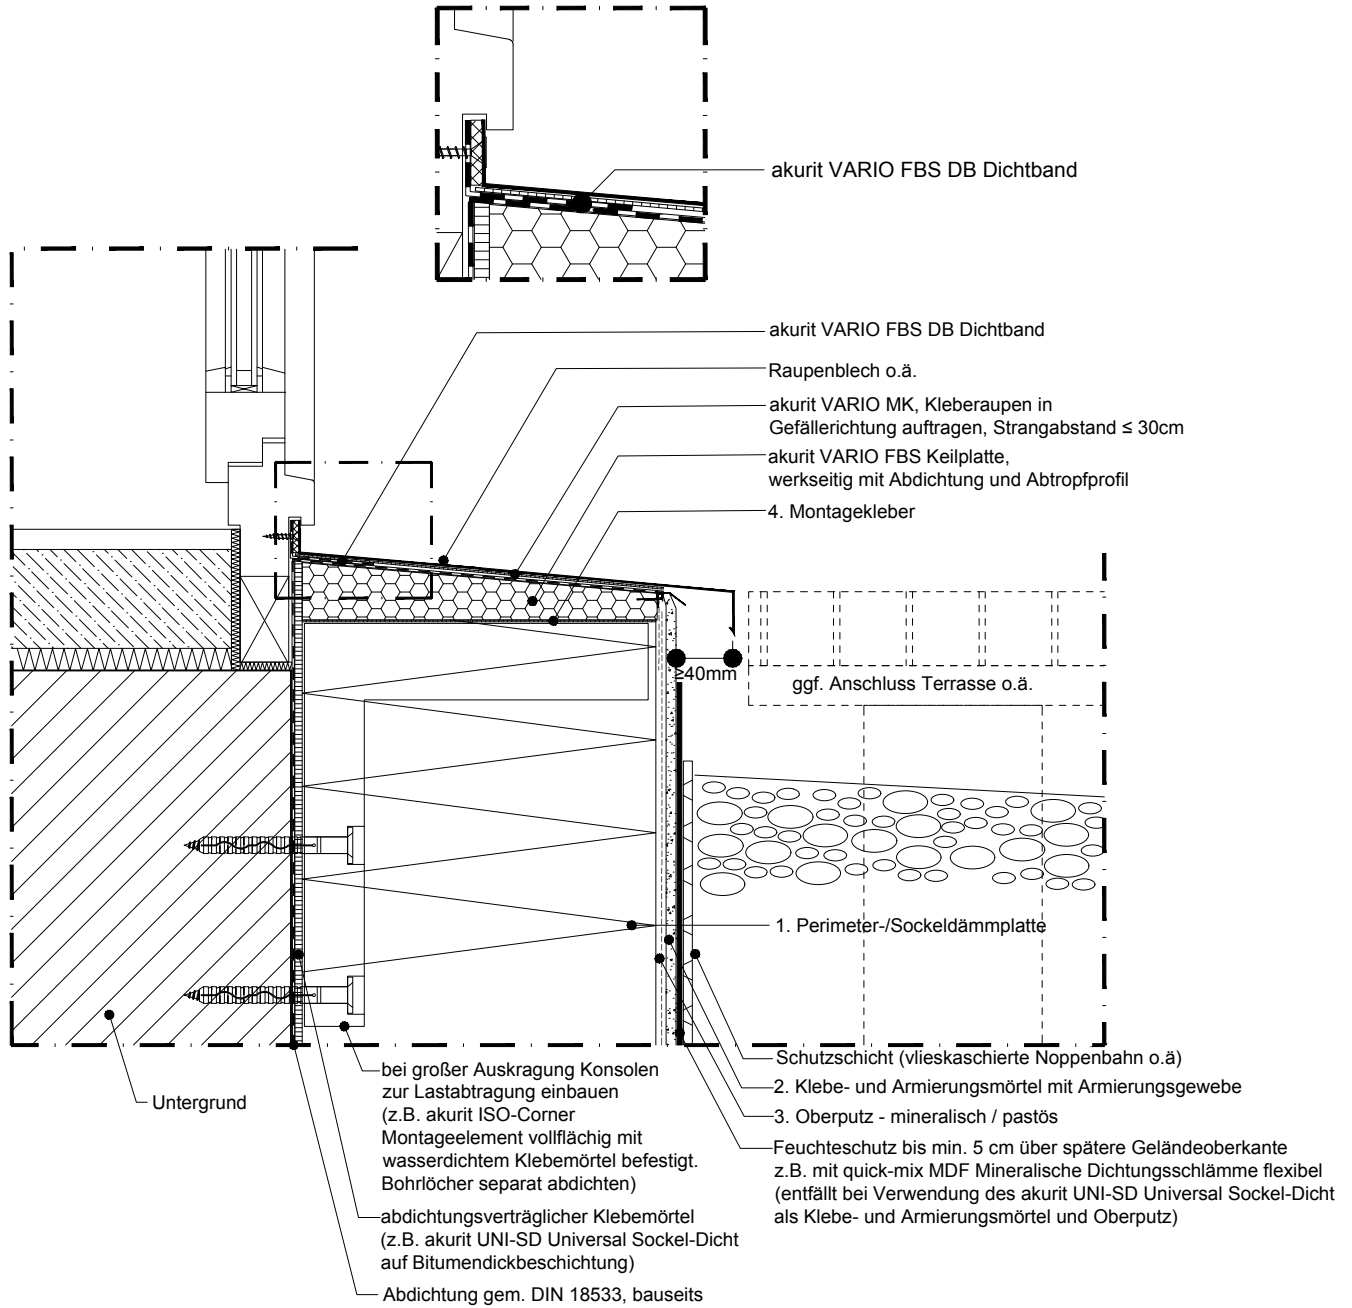 akurit VARIO FBS DB Dichtband
akurit VARIO FBS DB Dichtband
Raupenblech o.ä.
akurit VARIO MK, Kleberaupen in
Gefällerichtung auftragen, Strangabstand ≤ 30cm
akurit VARIO FBS Keilplatte,
werkseitig mit Abdichtung und Abtropfprofil
4. Montagekleber
≥40mm
ggf. Anschluss Terrasse o.ä.
1. Perimeter-/Sockeldämmplatte
Schutzschicht (vlieskaschierte Noppenbahn o.ä)
2. Klebe- und Armierungsmörtel mit Armierungsgewebe
3. Oberputz - mineralisch / pastös
Feuchteschutz bis min. 5 cm über spätere Geländeoberkante
z.B. mit quick-mix MDF Mineralische Dichtungsschlämme flexibel
(entfällt bei Verwendung des akurit UNI-SD Universal Sockel-Dicht
als Klebe- und Armierungsmörtel und Oberputz)
Untergrund
bei großer Auskragung Konsolen
zur Lastabtragung einbauen
(z.B. akurit ISO-Corner
Montageelement vollflächig mit
wasserdichtem Klebemörtel befestigt.
Bohrlöcher separat abdichten)
abdichtungsverträglicher Klebemörtel
(z.B. akurit UNI-SD Universal Sockel-Dicht
auf Bitumendickbeschichtung)
Abdichtung gem. DIN 18533, bauseits